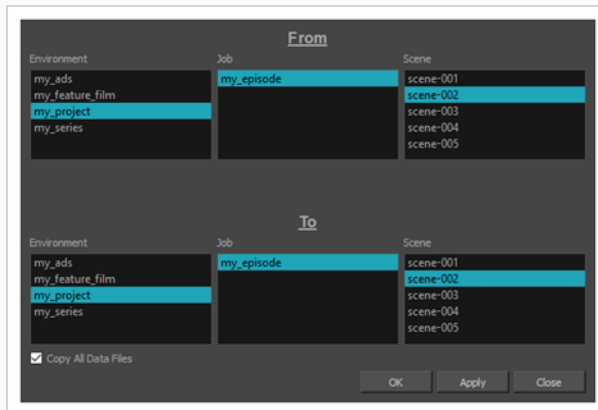 From
Environment
my_ads
my_feature_film
my_project
my_series
Job
my_episode
Scene
scene-001
scene-002
scene-003
scene-004
scene-005
To
Environment
my_ads
my_feature_film
my_project
my_series
Job
my_episode
Scene
scene-001
scene-002
scene-003
scene-004
scene-005
Copy All Data Files
OK
Apply
Close